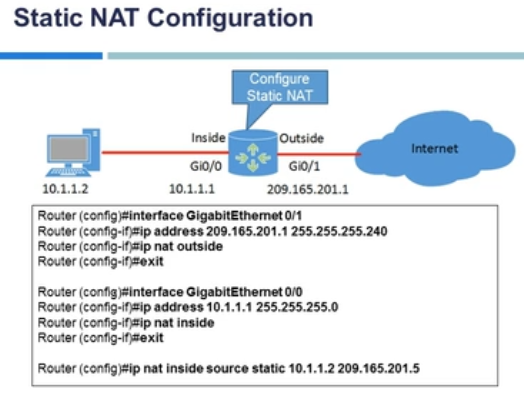 Static NAT Configuration
Configure
Static NAT
Inside
Outside
Internet
Gi0/0
Gi0/1
10.1.1.2
10.1.1.1
209.165.201.1
Router (config)#interface GigabitEthernet 0/1
Router (config-if)#ip address 209.165.201.1 255.255.255.240
Router (config-if)#ip nat outside
Router (config-if)#exit
Router (config)#interface GigabitEthernet 0/0
Router (config-if)#ip address 10.1.1.1 255.255.255.0
Router (config-if)#ip nat inside
Router (config-if)#exit
Router (config)#ip nat inside source static 10.1.1.2 209.165.201.5